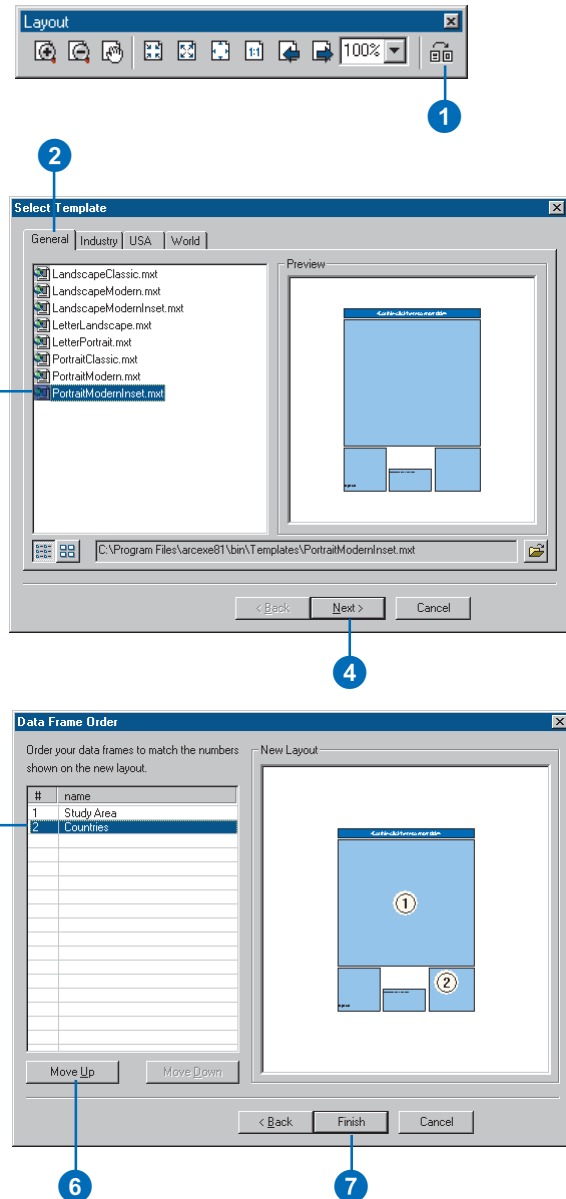 Layout
1:1
100%
1
2
Select Template
General Industry USA World
LandscapeClassic.mxt
LandscapeModern.mxt
LandscapeModernInset.mxt
LetterLandscape.mxt
LetterPortrait.mxt
PortraitClassic.mxt
PortraitModern.mxt
PortraitModernInset.mxt
Preview
C:\Program Files\arcexe81\bin\Templates\PortraitModernInset.mxt
< Back Next > Cancel
4
Data Frame Order
Order your data frames to match the numbers
shown on the new layout.
# name
1 Study Area
2 Countries
New Layout
1
2
Move Up Move Down
< Back Finish Cancel
6
7